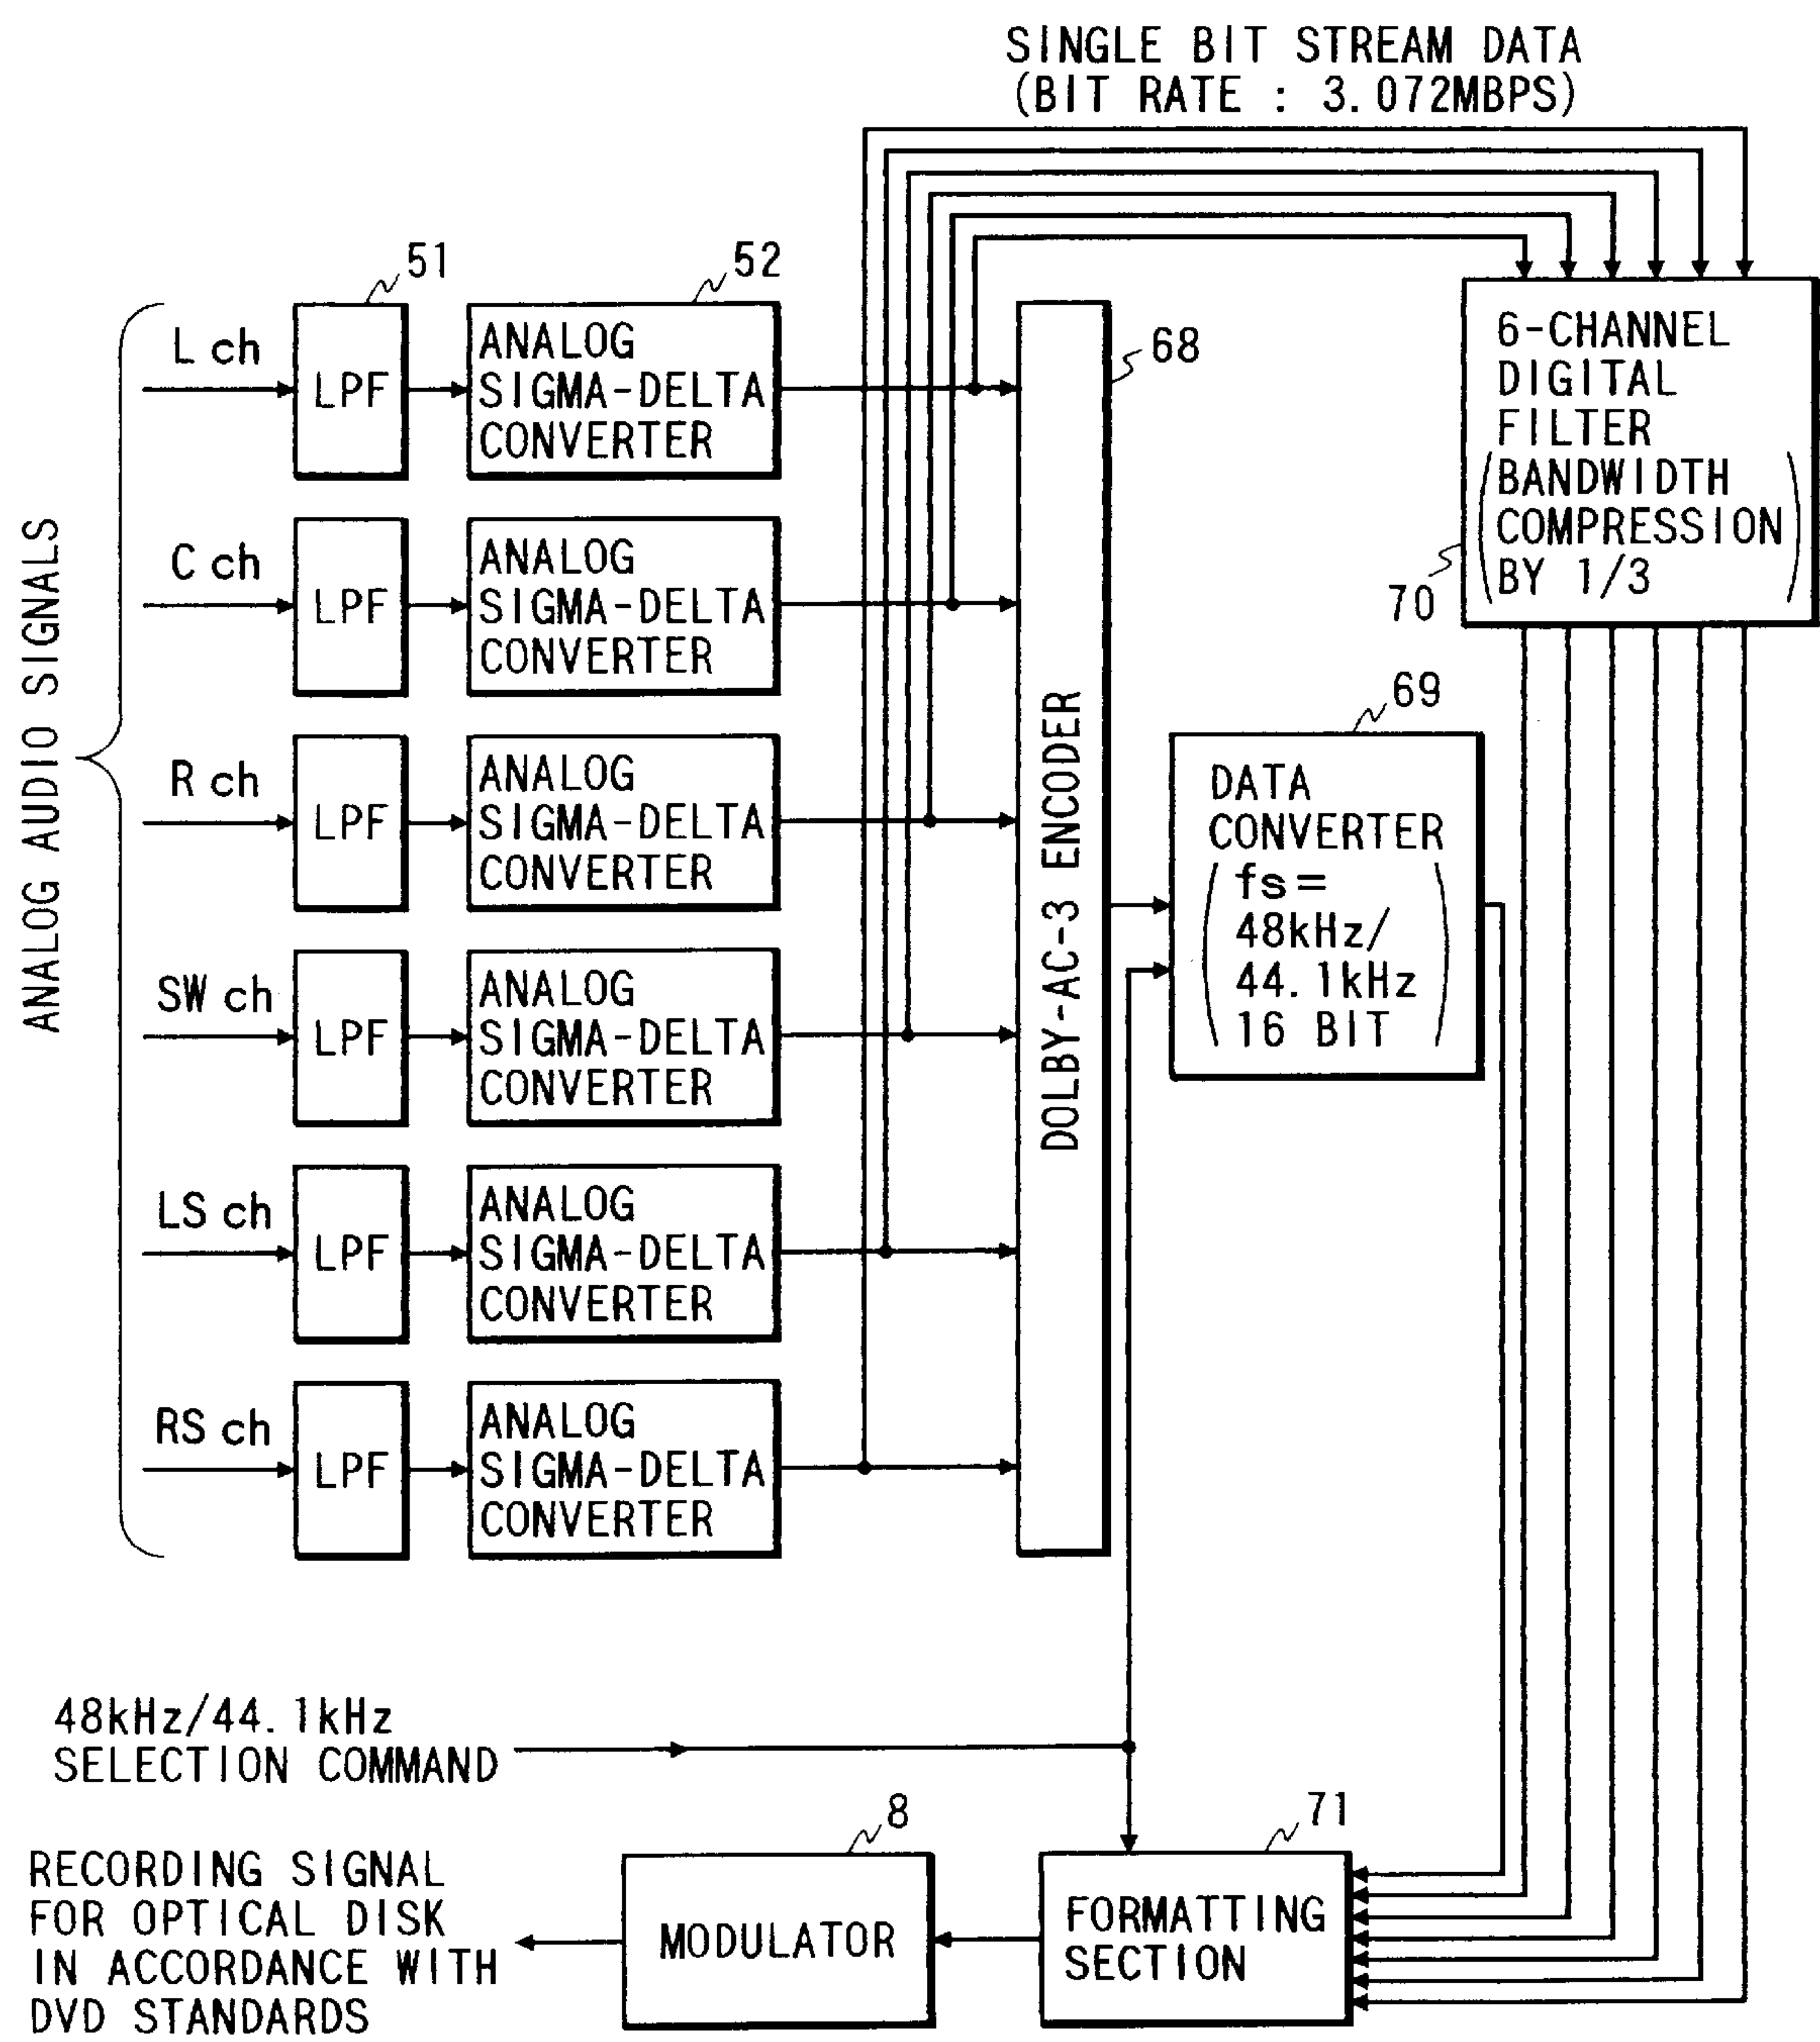 SINGLE BIT STREAM DATA
(BIT RATE : 3.072MBPS)
51
52
68
L ch
LPF
ANALOG
SIGMA-DELTA
CONVERTER
6-CHANNEL
DIGITAL
FILTER
(BANDWIDTH
COMPRESSION
BY 1/3)
70
ANALOG AUDIO SIGNALS
C ch
LPF
ANALOG
SIGMA-DELTA
CONVERTER
R ch
LPF
ANALOG
SIGMA-DELTA
CONVERTER
DOLBY-AC-3 ENCODER
69
DATA
CONVERTER
(fs=
48kHz/
44.1kHz
16 BIT)
SW ch
LPF
ANALOG
SIGMA-DELTA
CONVERTER
LS ch
LPF
ANALOG
SIGMA-DELTA
CONVERTER
RS ch
LPF
ANALOG
SIGMA-DELTA
CONVERTER
48kHz/44.1kHz
SELECTION COMMAND
8
71
RECORDING SIGNAL
FOR OPTICAL DISK
IN ACCORDANCE WITH
DVD STANDARDS
MODULATOR
FORMATTING
SECTION